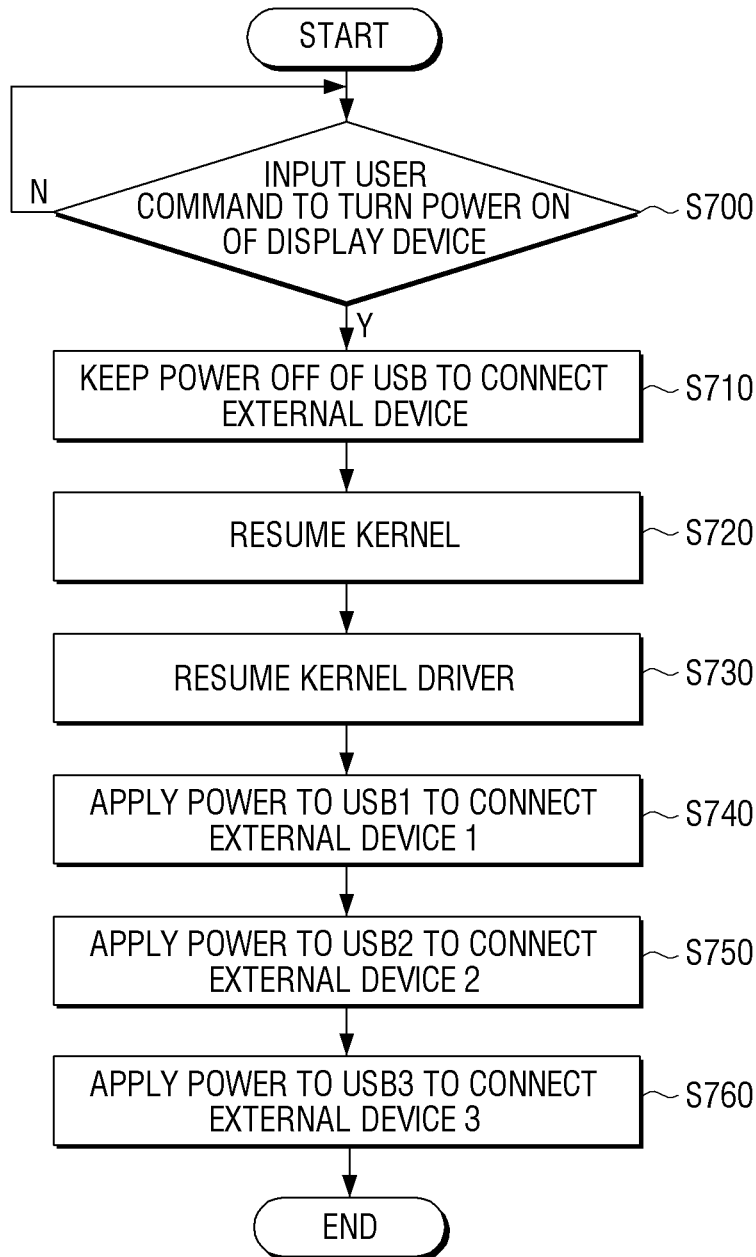 START
N
INPUT USER
COMMAND TO TURN POWER ON
OF DISPLAY DEVICE
S700
Y
KEEP POWER OFF OF USB TO CONNECT
EXTERNAL DEVICE
S710
RESUME KERNEL
S720
RESUME KERNEL DRIVER
S730
APPLY POWER TO USB1 TO CONNECT
EXTERNAL DEVICE 1
S740
APPLY POWER TO USB2 TO CONNECT
EXTERNAL DEVICE 2
S750
APPLY POWER TO USB3 TO CONNECT
EXTERNAL DEVICE 3
S760
END